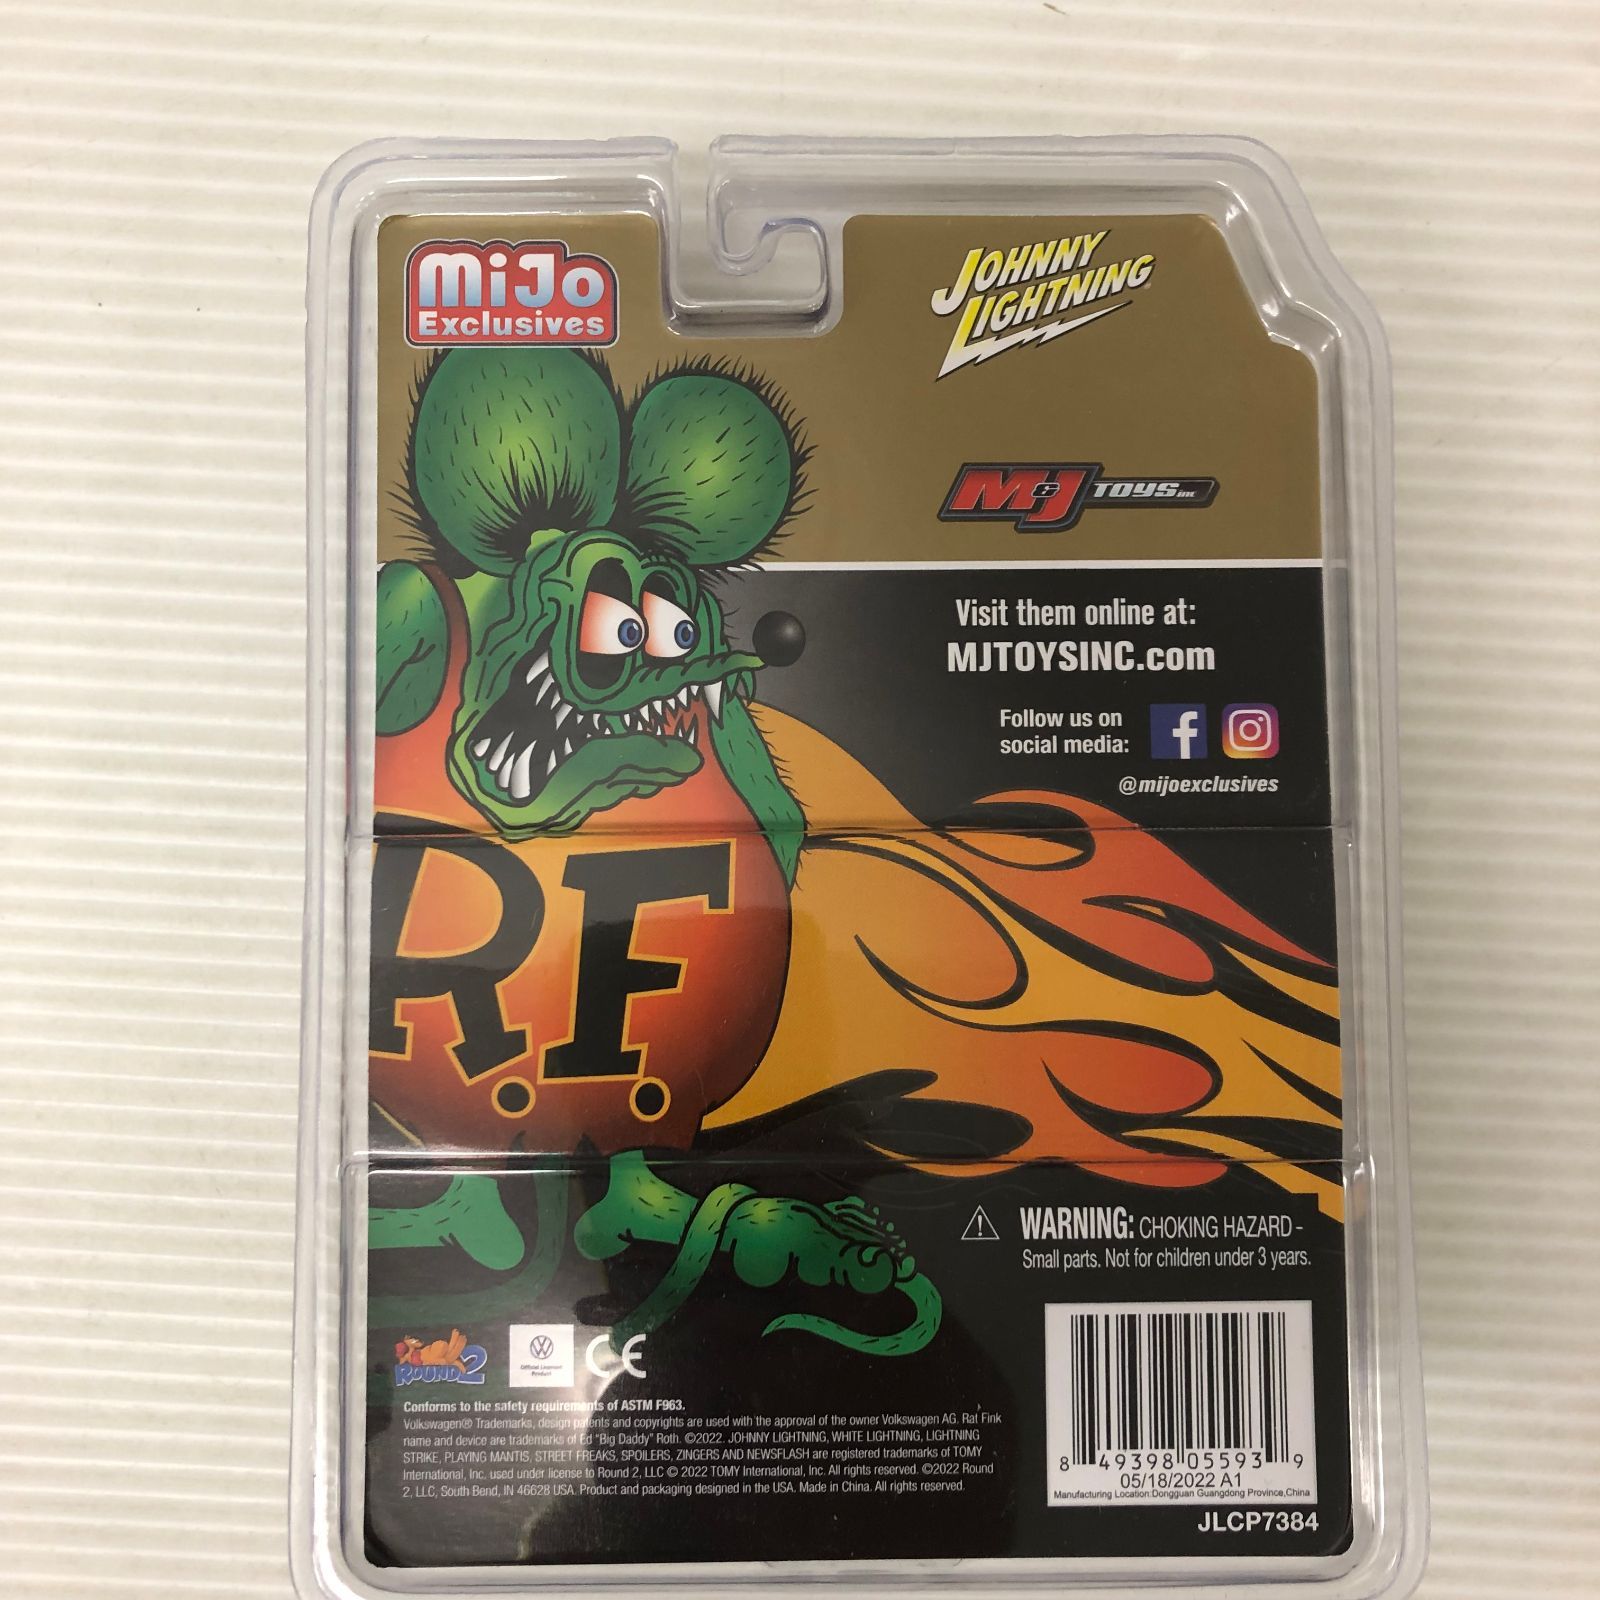 MiJo
Exclusives
JOHNNY
LIGHTNING
M&J TOYS inc
Visit them online at:
MJTOYSINC.com
Follow us on
social media:
@mijoexclusives
R.F.
WARNING: CHOKING HAZARD -
Small parts. Not for children under 3 years.
ROUND 2
Official Licensed
Product
CE
Conforms to the safety requirements of ASTM F963.
Volkswagen® Trademarks, design patents and copyrights are used with the approval of the owner Volkswagen AG. Rat Fink
name and device are trademarks of Ed "Big Daddy" Roth. ©2022. JOHNNY LIGHTNING, WHITE LIGHTNING, LIGHTNING
STRIKE, PLAYING MANTIS, STREET FREAKS, SPOILERS, ZINGERS AND NEWSFLASH are registered trademarks of TOMY
International, Inc. used under license to Round 2, LLC © 2022 TOMY International, Inc. All rights reserved. ©2022 Round
2, LLC, South Bend, IN 46628 USA. Product and packaging designed in the USA. Made in China. All rights reserved.
8 49398 05593 9
05/18/2022 A1
Manufacturing Location:Dongguan Guangdong Province,China
JLCP7384